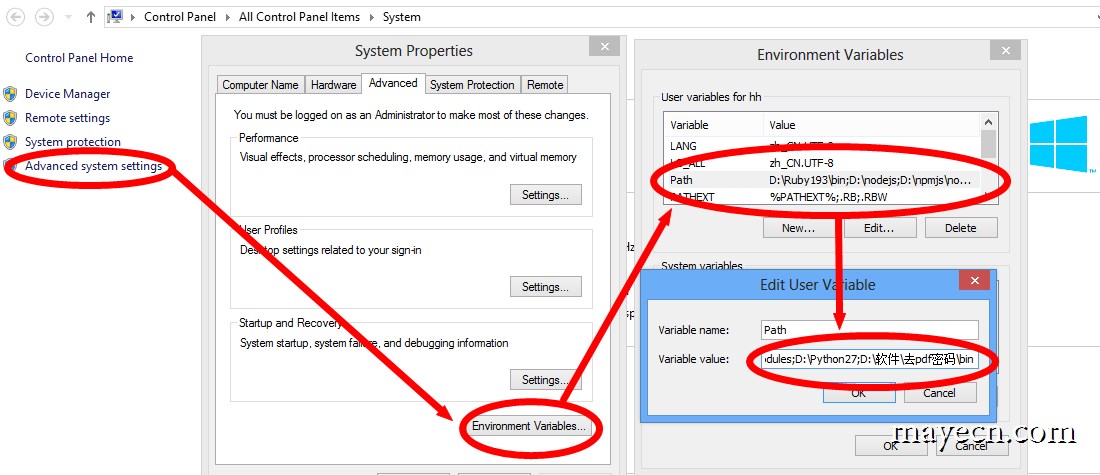 Control Panel All Control Panel Items System
Control Panel Home
Device Manager
Remote settings
System protection
Advanced system settings
System Properties
Computer Name Hardware Advanced System Protection Remote
You must be logged on as an Administrator to make most of these changes.
Performance
Visual effects, processor scheduling, memory usage, and virtual memory
Settings...
User Profiles
Desktop settings related to your sign-in
Settings...
Startup and Recovery
System startup, system failure, and debugging information
Settings...
Environment Variables...
Environment Variables
User variables for hh
Variable Value
LANG zh_CN.UTF-8
LC_ALL zh_CN.UTF-8
Path D:\Ruby193\bin;D:\nodejs;D:\npmjs\no...
PATHEXT %PATHEXT%;.RB;.RBW
New... Edit... Delete
System variables
Edit User Variable
Variable name: Path
Variable value: dules;D:\Python27;D:\软件\去pdf密码\bin
OK Cancel
OK Cancel
mayecn.com